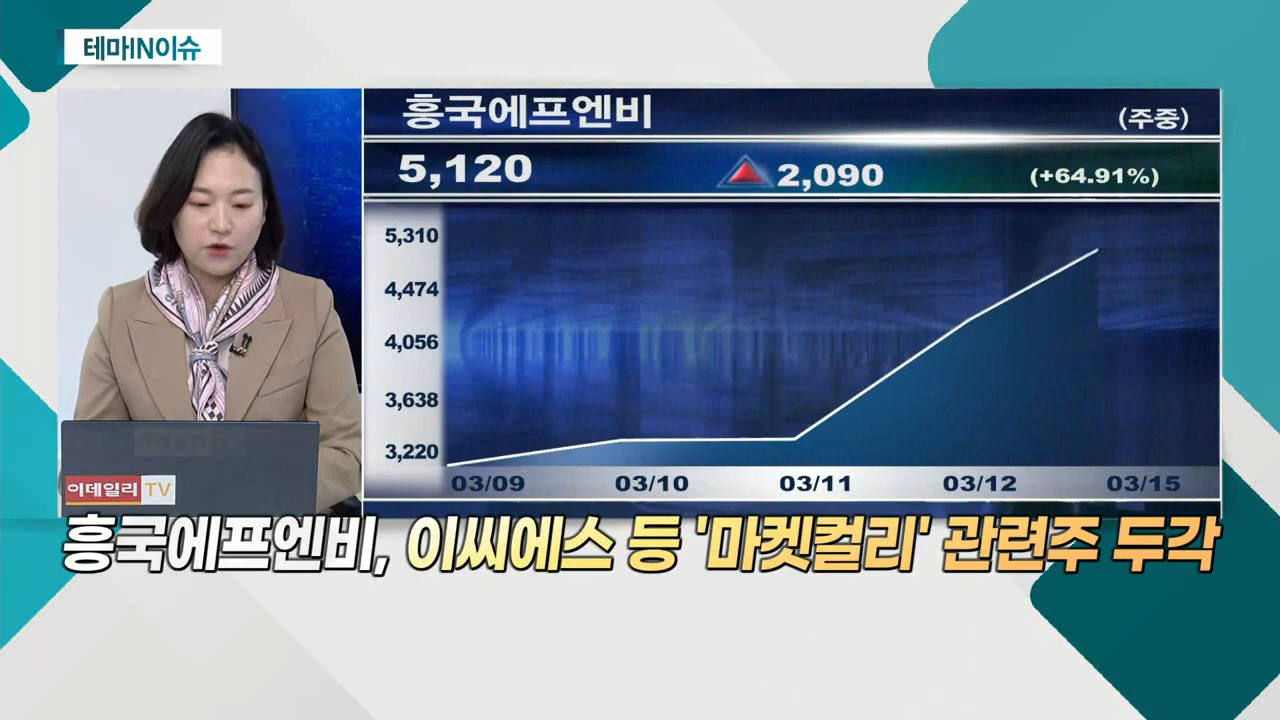 테마IN이슈
흥국에프엔비 (주중)
5,120 2,090 (+64.91%)
5,310
4,474
4,056
3,638
3,220
03/09 03/10 03/11 03/12 03/15
이데일리 TV
흥국에프엔비, 이씨에스 등 '마켓컬리' 관련주 두각